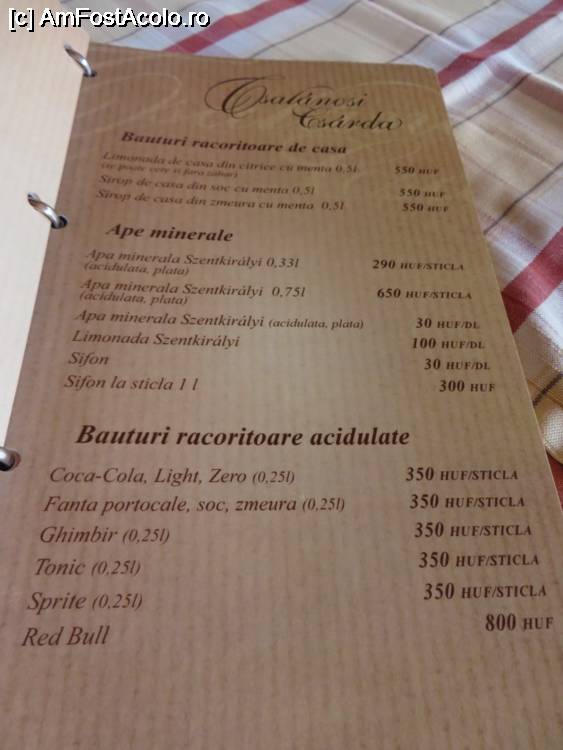 [c] AmFostAcolo.ro
Csalánosi
Csárda
Bauturi racoritoare de casa
Limonada de casa din citrice cu menta 0,5l 550 HUF
(se poate cere si fara zahar)
Sirop de casa din soc cu menta 0,5l 550 HUF
Sirop de casa din zmeura cu menta 0,5l 550 HUF
Ape minerale
Apa minerala Szentkirályi 0,33l 290 HUF/STICLA
(acidulata, plata)
Apa minerala Szentkirályi 0,75l 650 HUF/STICLA
(acidulata, plata)
Apa minerala Szentkirályi (acidulata, plata) 30 HUF/DL
Limonada Szentkirályi 100 HUF/DL
Sifon 30 HUF/DL
Sifon la sticla 1 l 300 HUF
Bauturi racoritoare acidulate
Coca-Cola, Light, Zero (0,25l) 350 HUF/STICLA
Fanta portocale, soc, zmeura (0,25l) 350 HUF/STICLA
Ghimbir (0,25l) 350 HUF/STICLA
Tonic (0,25l) 350 HUF/STICLA
Sprite (0,25l) 350 HUF/STICLA
Red Bull 800 HUF